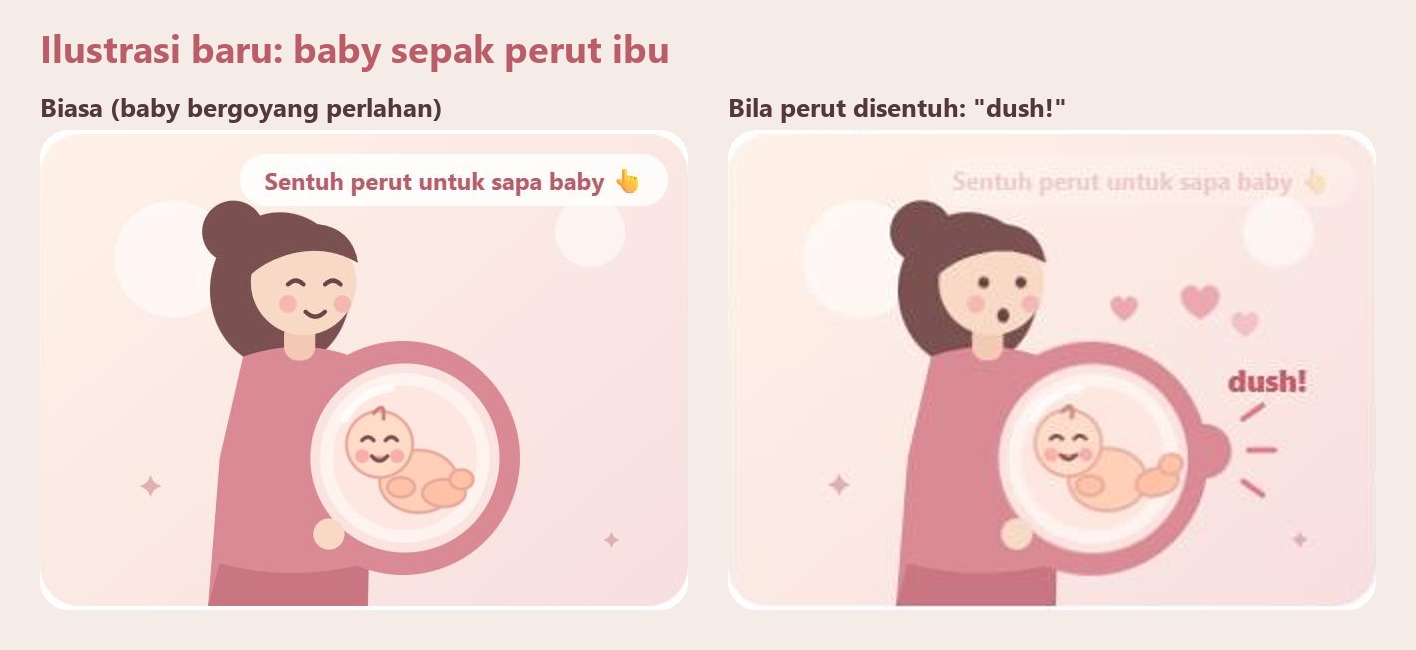 Ilustrasi baru: baby sepak perut ibu
Biasa (baby bergoyang perlahan)
Bila perut disentuh: "dush!"
Sentuh perut untuk sapa baby 👆
Sentuh perut untuk sapa baby 👆
dush!